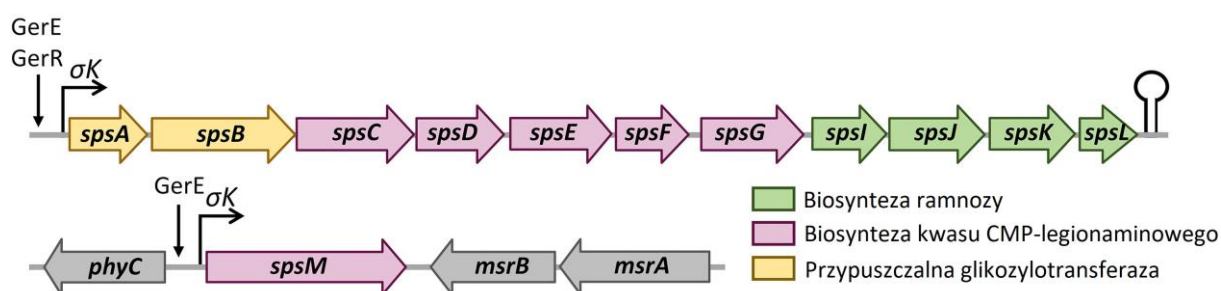 GerE
GerR
σK
spsA spsB spsC spsD spsE spsF spsG spsI spsJ spsK spsL
GerE
σK
phyC spsM msrB msrA
Biosynteza ramnozy
Biosynteza kwasu CMP-legionaminowego
Przypuszczalna glikozylotransferaza